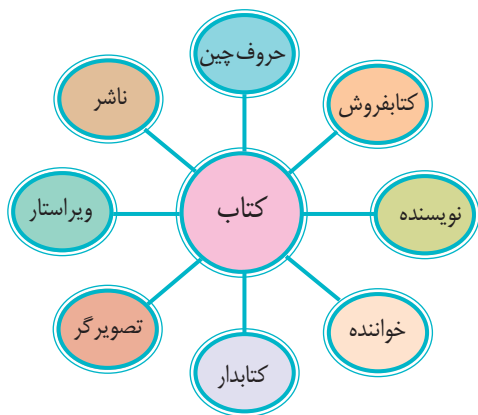 حروف‌چین
ناشر
کتابفروش
کتاب
ویراستار
نویسنده
تصویرگر
خواننده
کتابدار